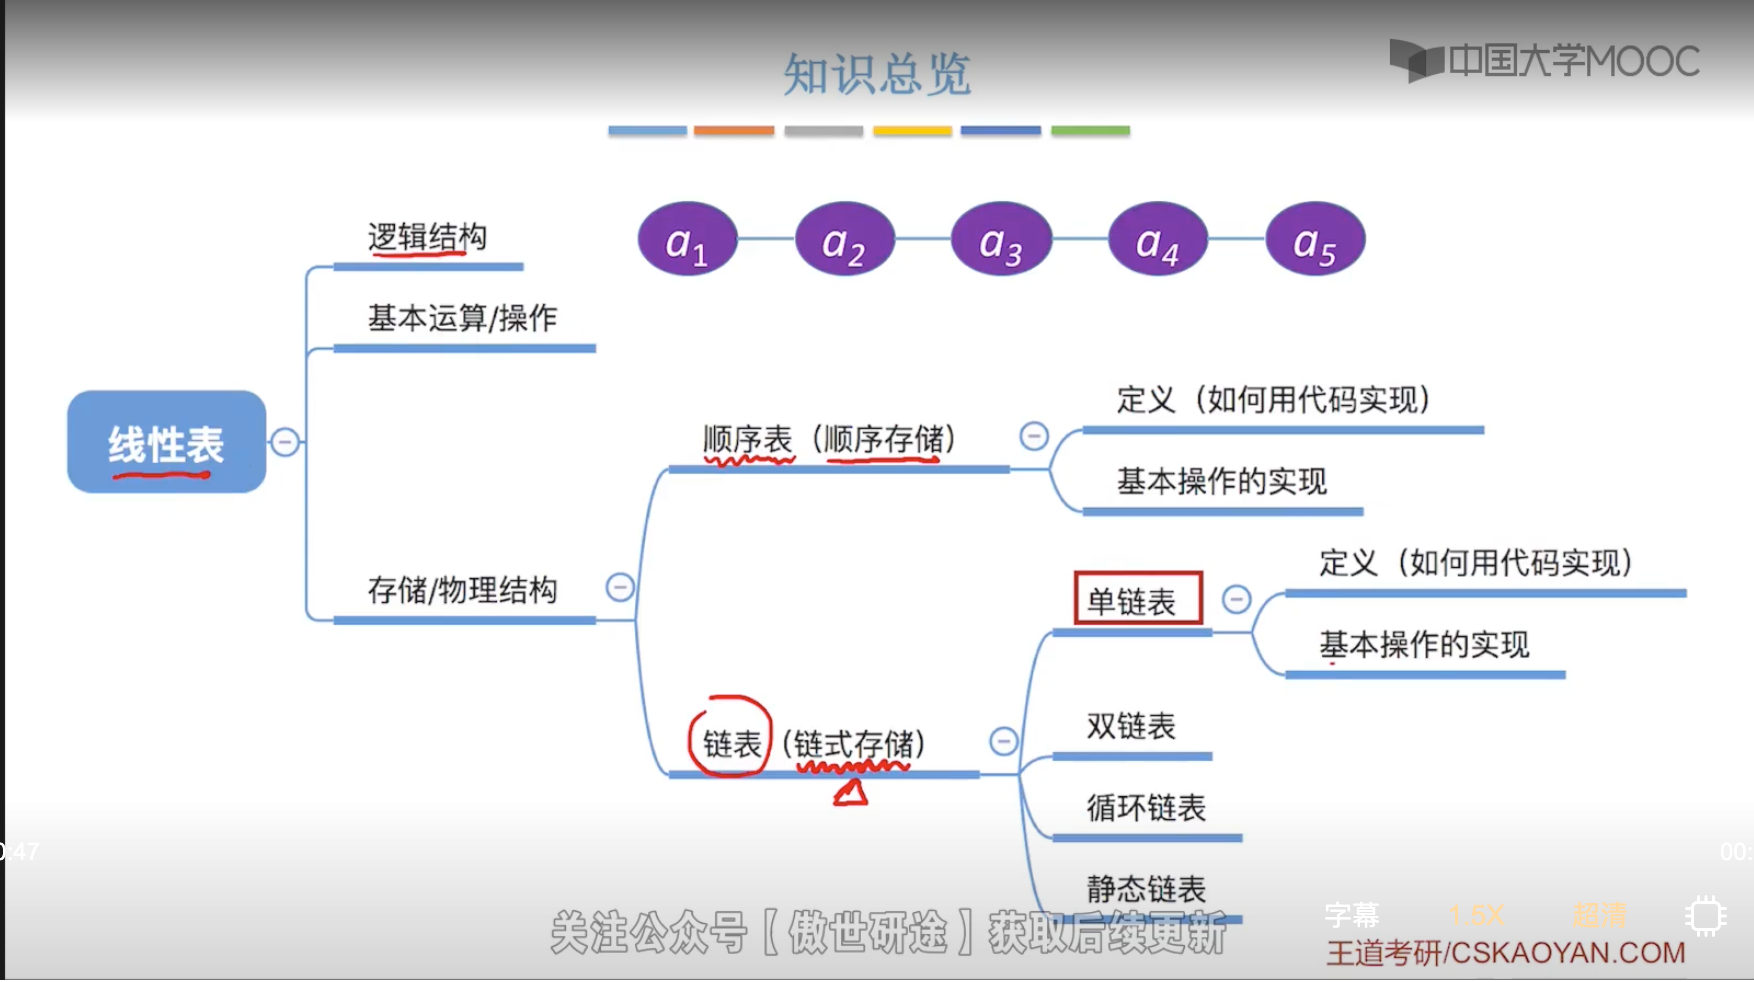 知识总览
中国大学MOOC
逻辑结构
a1 a2 a3 a4 a5
基本运算/操作
线性表
顺序表（顺序存储）
定义（如何用代码实现）
基本操作的实现
存储/物理结构
单链表
定义（如何用代码实现）
基本操作的实现
链表（链式存储）
双链表
循环链表
静态链表
0:47
00:
字幕 1.5X 超清
关注公众号【傲世研途】获取后续更新
王道考研/CSKAOYAN.COM